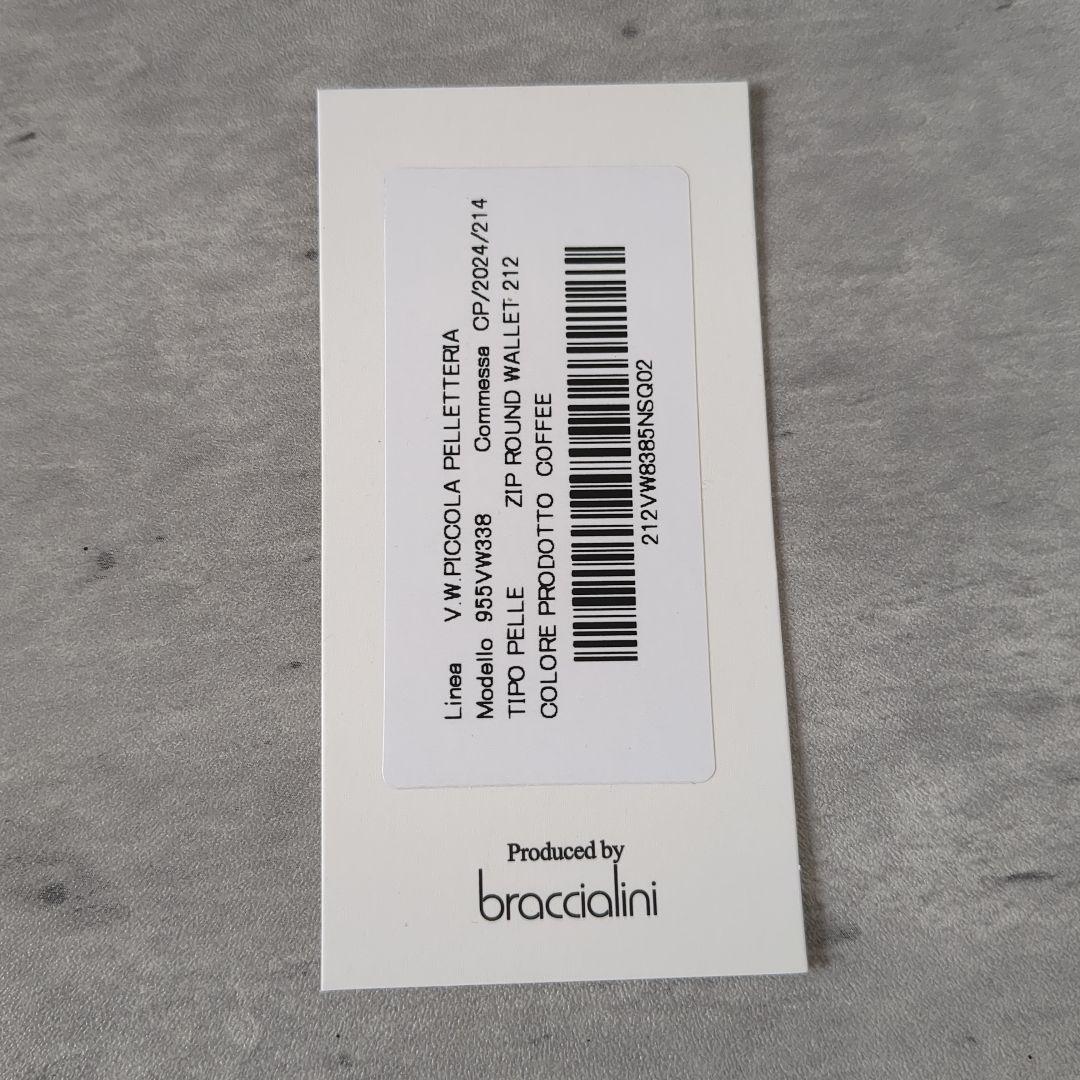 Linea V.W.PICCOLA PELLETTERIA
Modello 955VW338 Commessa CP/2024/214
TIPO PELLE ZIP ROUND WALLET 212
COLORE PRODOTTO COFFEE
212VW8385NSQ02
Produced by
braccialini